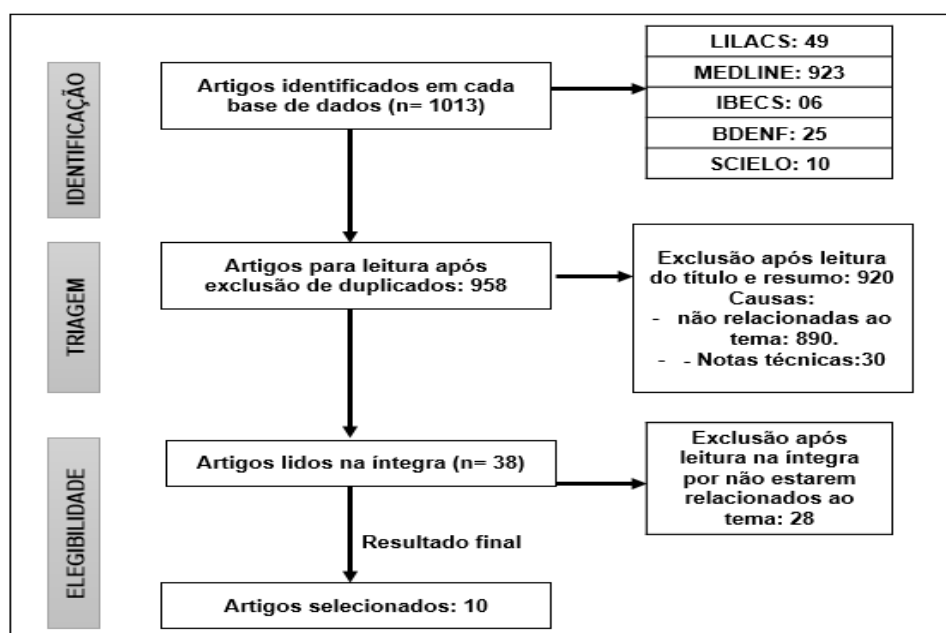 IDENTIFICAÇÃO
Artigos identificados em cada
base de dados (n= 1013)
LILACS: 49
MEDLINE: 923
IBECS: 06
BDENF: 25
SCIELO: 10
TRIAGEM
Artigos para leitura após
exclusão de duplicados: 958
Exclusão após leitura
do título e resumo: 920
Causas:
- não relacionadas ao
tema: 890.
- - Notas técnicas:30
ELEGIBILIDADE
Artigos lidos na íntegra (n= 38)
Exclusão após
leitura na íntegra
por não estarem
relacionados ao
tema: 28
Resultado final
Artigos selecionados: 10